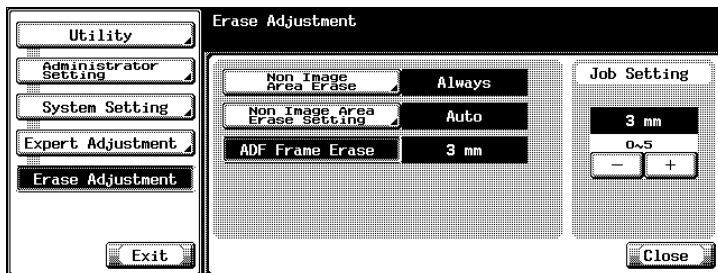 Utility
Administrator
Setting
System Setting
Expert Adjustment
Erase Adjustment
Exit
Erase Adjustment
Non Image
Area Erase
Always
Non Image Area
Erase Setting
Auto
ADF Frame Erase
3 mm
Job Setting
3 mm
0~5
− +
Close